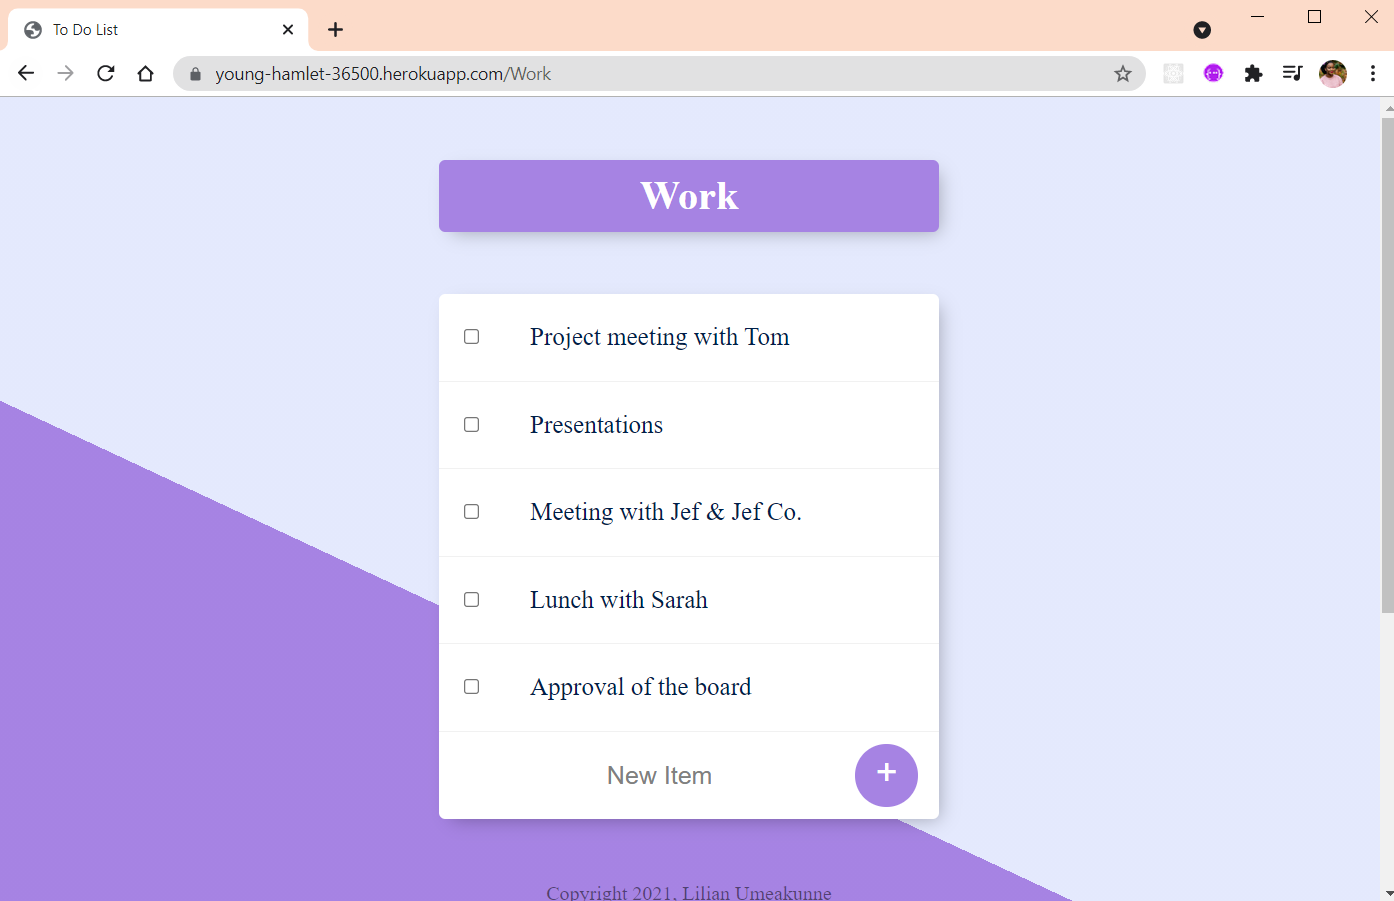 To Do List
young-hamlet-36500.herokuapp.com/Work
Work
Project meeting with Tom
Presentations
Meeting with Jef & Jef Co.
Lunch with Sarah
Approval of the board
New Item
+
Copyright 2021, Lilian Umeakunne